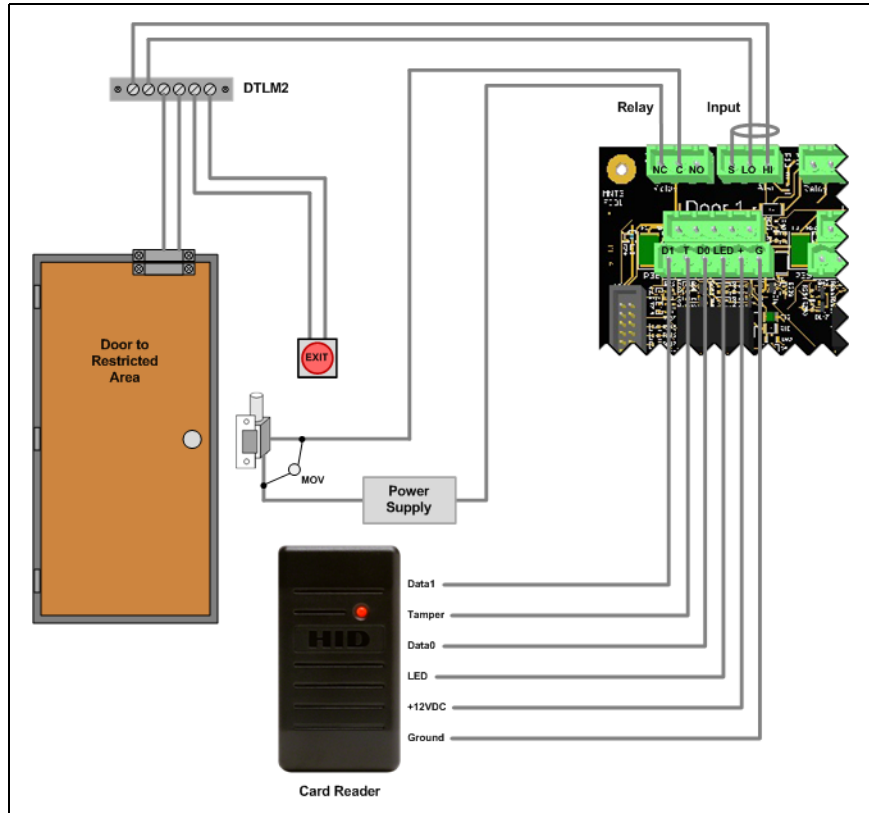 DTLM2
Relay
Input
NC C NO
S LO HI
Door 1
D1 T D0 LED + G
Door to
Restricted
Area
EXIT
MOV
Power
Supply
Data1
Tamper
Data0
LED
+12VDC
Ground
HID
Card Reader